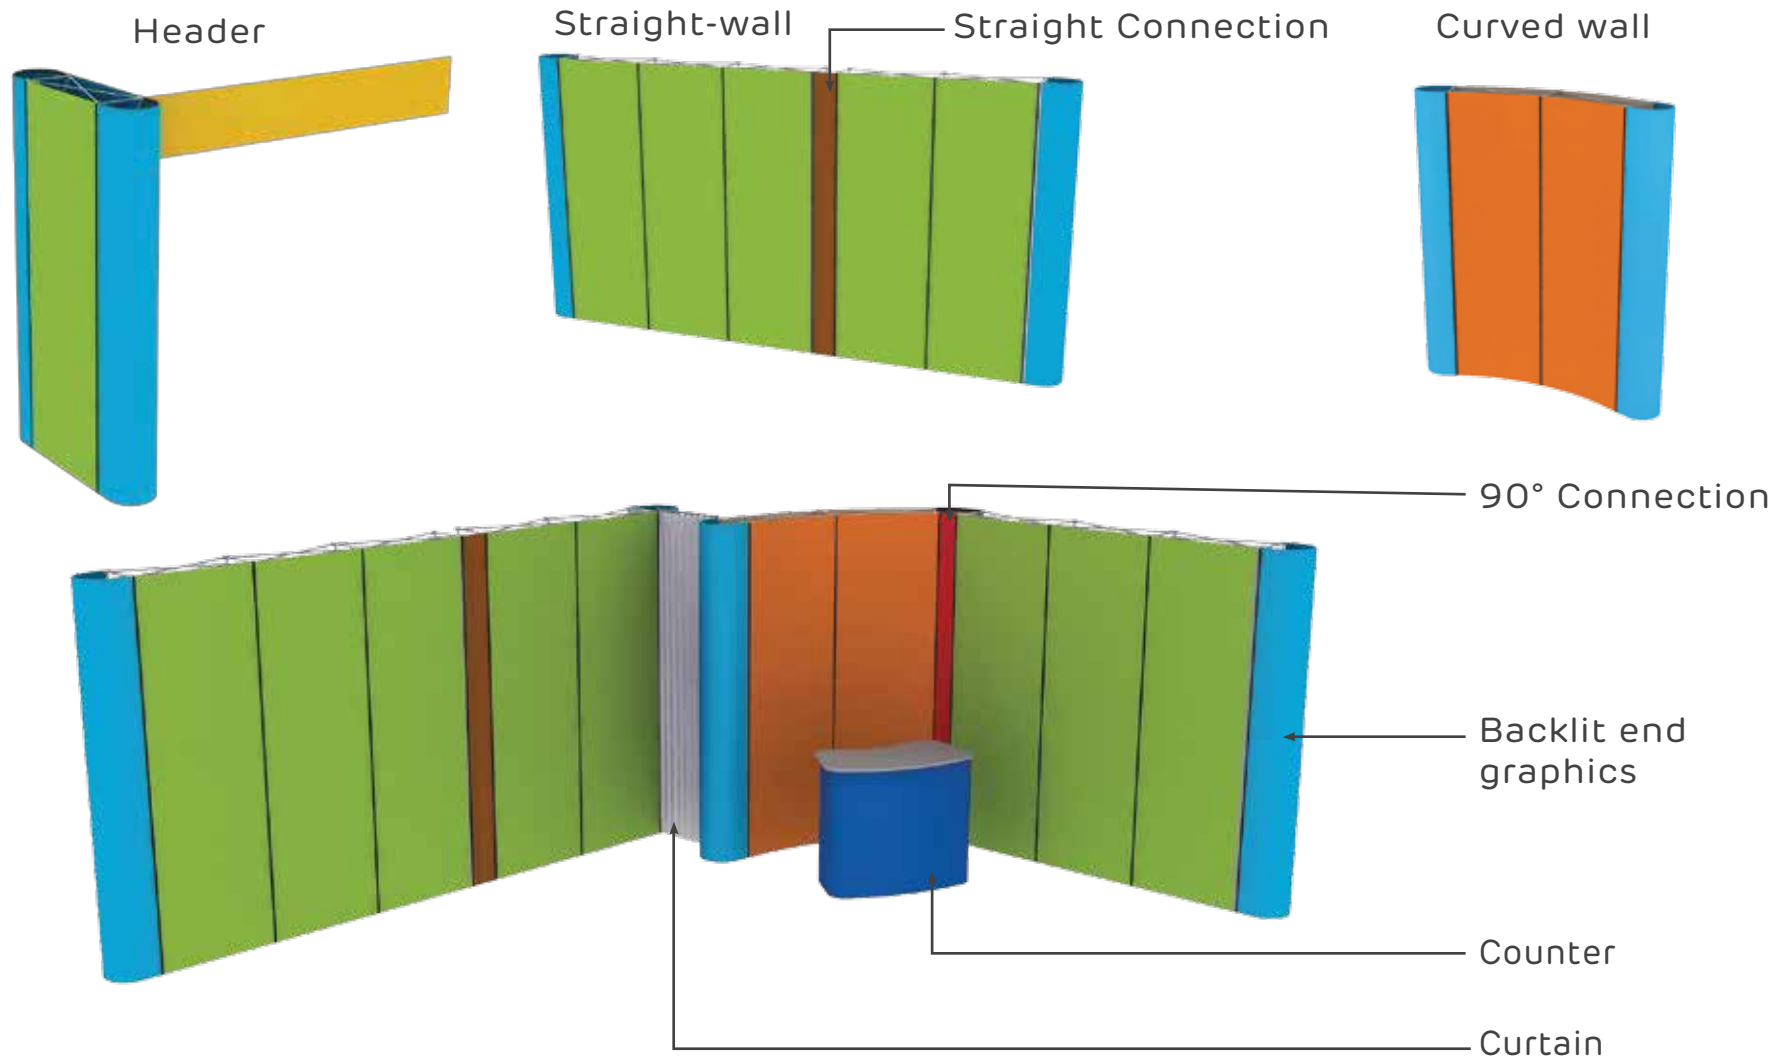 Header
Straight-wall
Straight Connection
Curved wall
90° Connection
Backlit end
graphics
Counter
Curtain